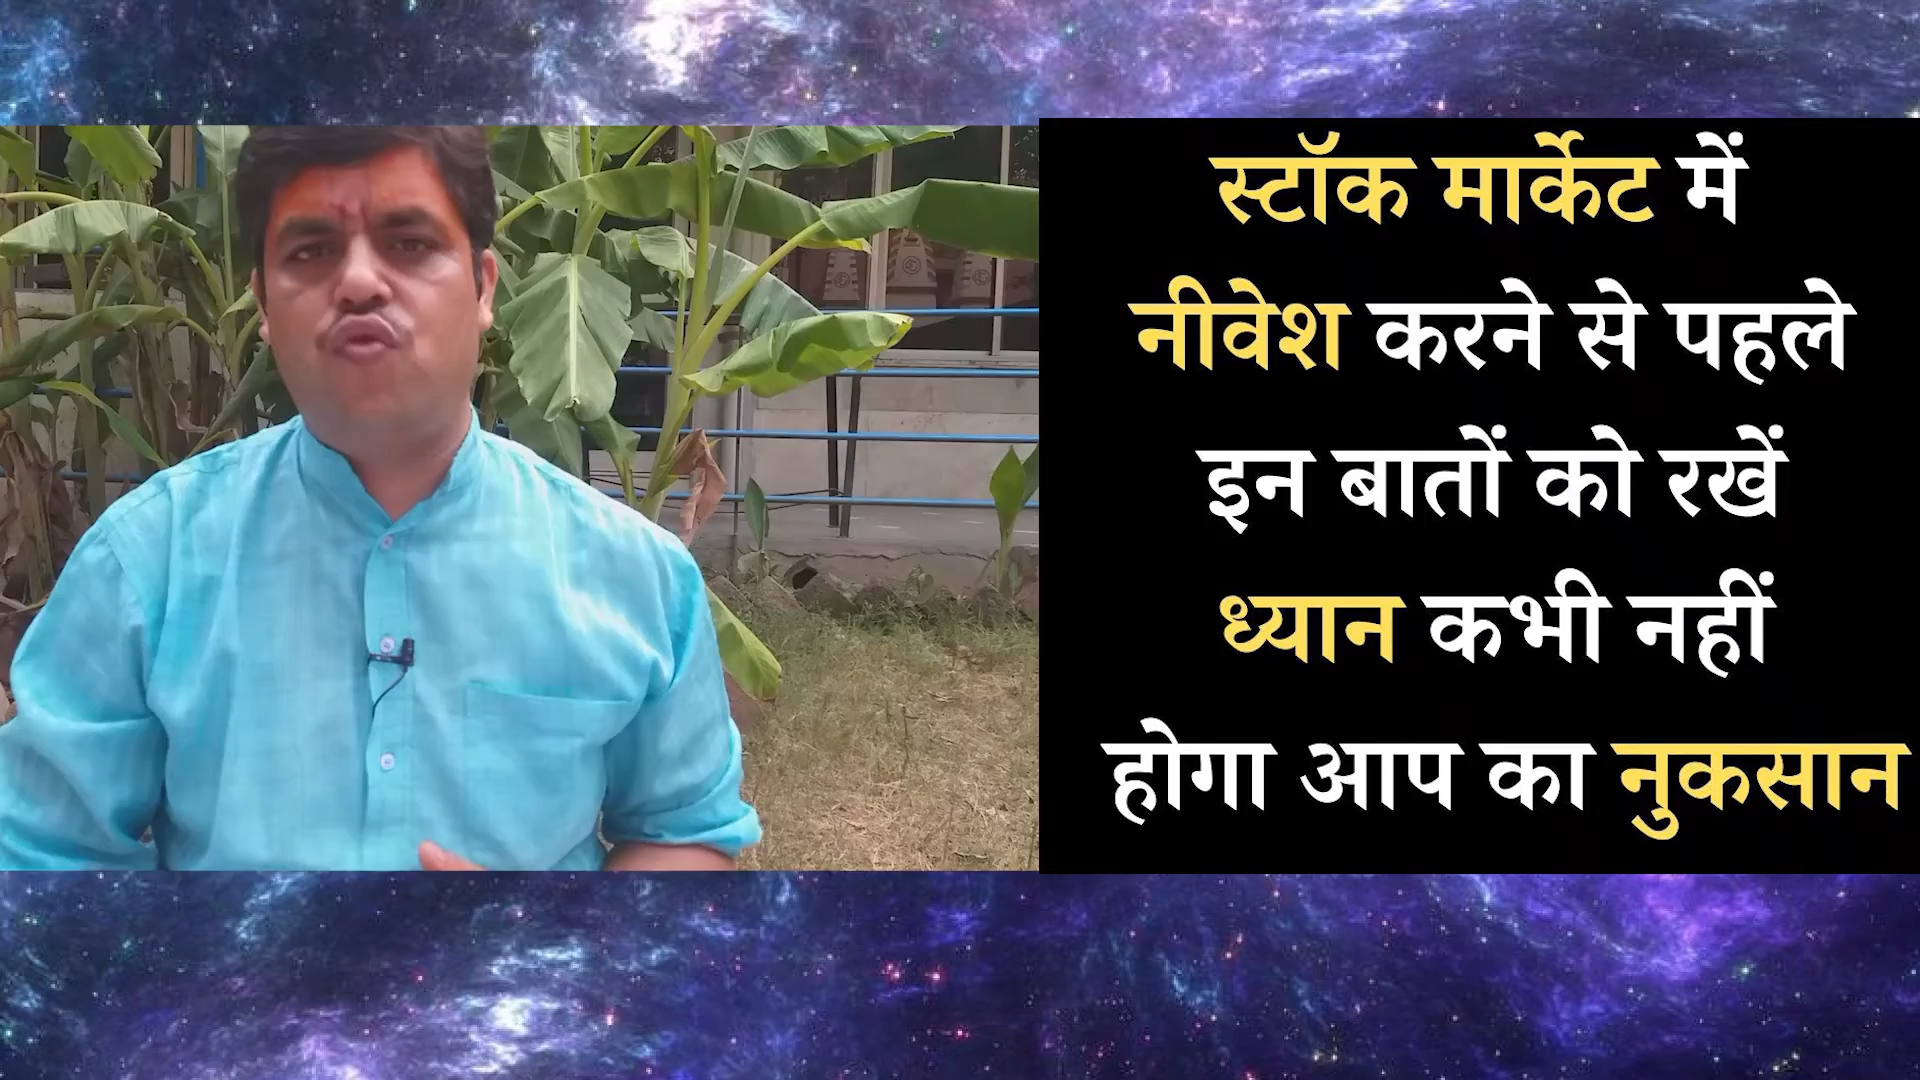 स्टॉक मार्केट में
नीवेश करने से पहले
इन बातों को रखें
ध्यान कभी नहीं
होगा आप का नुकसान